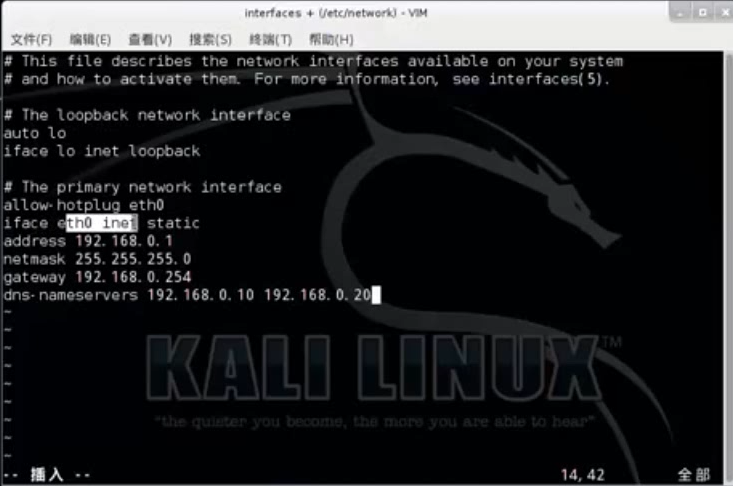 interfaces + (/etc/network) - VIM
文件(F) 编辑(E) 查看(V) 搜索(S) 终端(T) 帮助(H)
# This file describes the network interfaces available on your system
# and how to activate them. For more information, see interfaces(5).
# The loopback network interface
auto lo
iface lo inet loopback
# The primary network interface
allow-hotplug eth0
iface eth0 inet static
address 192.168.0.1
netmask 255.255.255.0
gateway 192.168.0.254
dns-nameservers 192.168.0.10 192.168.0.20
~
~
~
~
~
~
~
~
~
KALI LINUX™
"the quieter you become, the more you are able to hear"
-- 插入 -- 14,42 全部